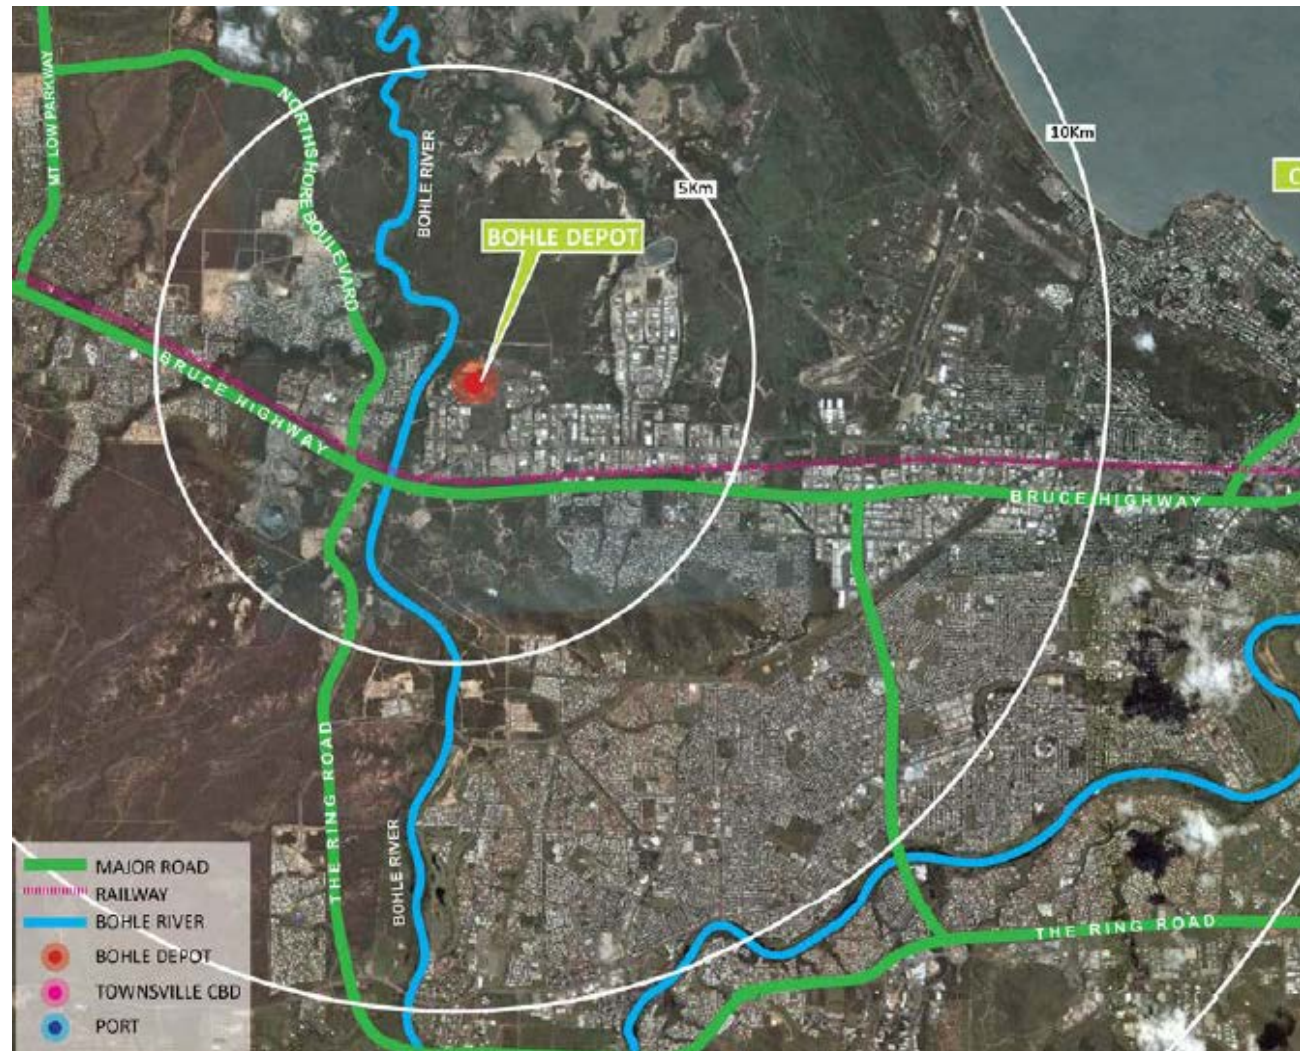 MT LOW PARKWAY
NORTHSHORE BOULEVARD
BOHLE RIVER
10Km
5Km
C
BOHLE DEPOT
BRUCE HIGHWAY
BRUCE HIGHWAY
THE RING ROAD
BOHLE RIVER
THE RING ROAD
MAJOR ROAD
RAILWAY
BOHLE RIVER
BOHLE DEPOT
TOWNSVILLE CBD
PORT